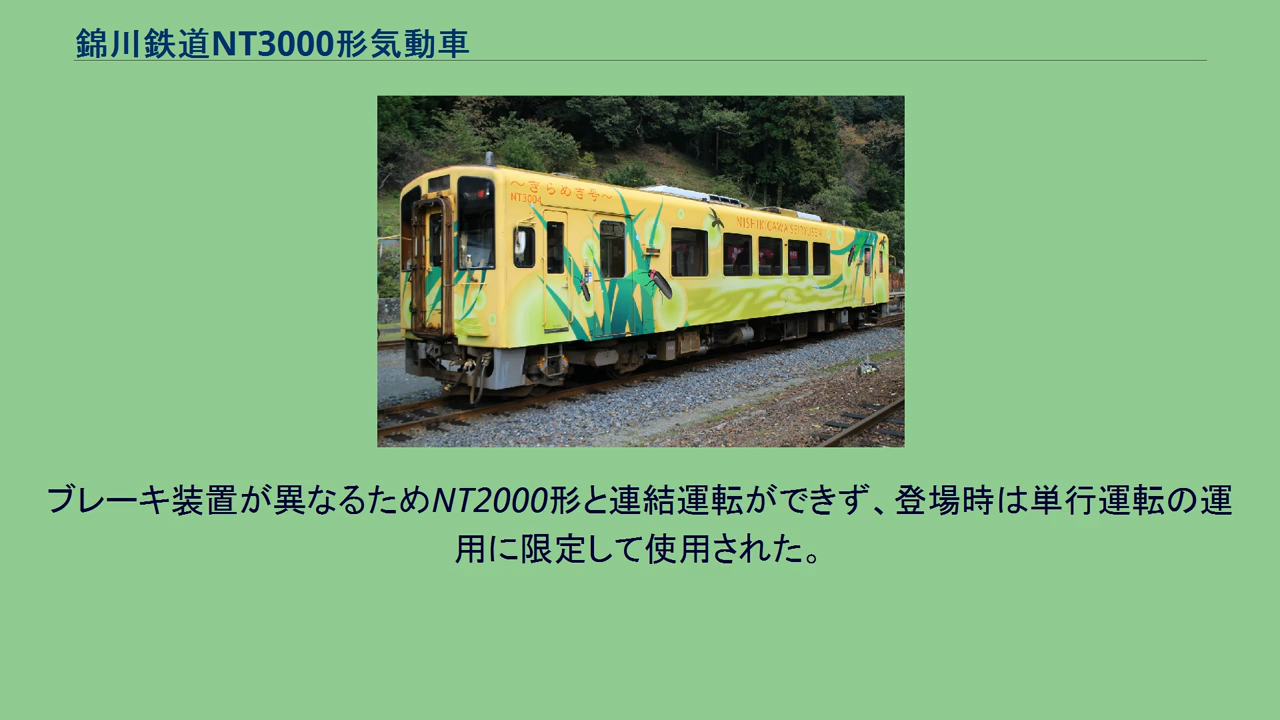 錦川鉄道NT3000形気動車
〜きらめき号〜
NT3004
NISHIKIGAWA SEIRYUSEN
ブレーキ装置が異なるためNT2000形と連結運転ができず、登場時は単行運転の運
用に限定して使用された。